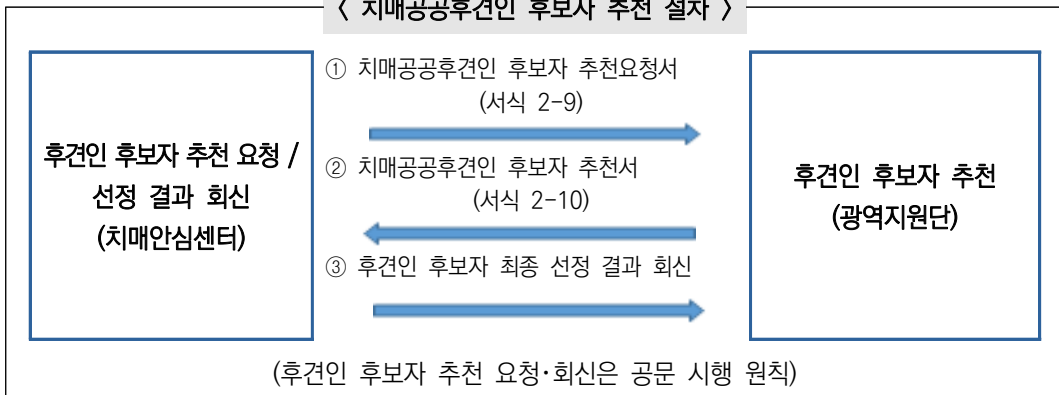 < 치매공공후견인 후보자 추천 절차 >
후견인 후보자 추천 요청 /
선정 결과 회신
(치매안심센터)
① 치매공공후견인 후보자 추천요청서
(서식 2-9)
② 치매공공후견인 후보자 추천서
(서식 2-10)
③ 후견인 후보자 최종 선정 결과 회신
후견인 후보자 추천
(광역지원단)
(후견인 후보자 추천 요청·회신은 공문 시행 원칙)